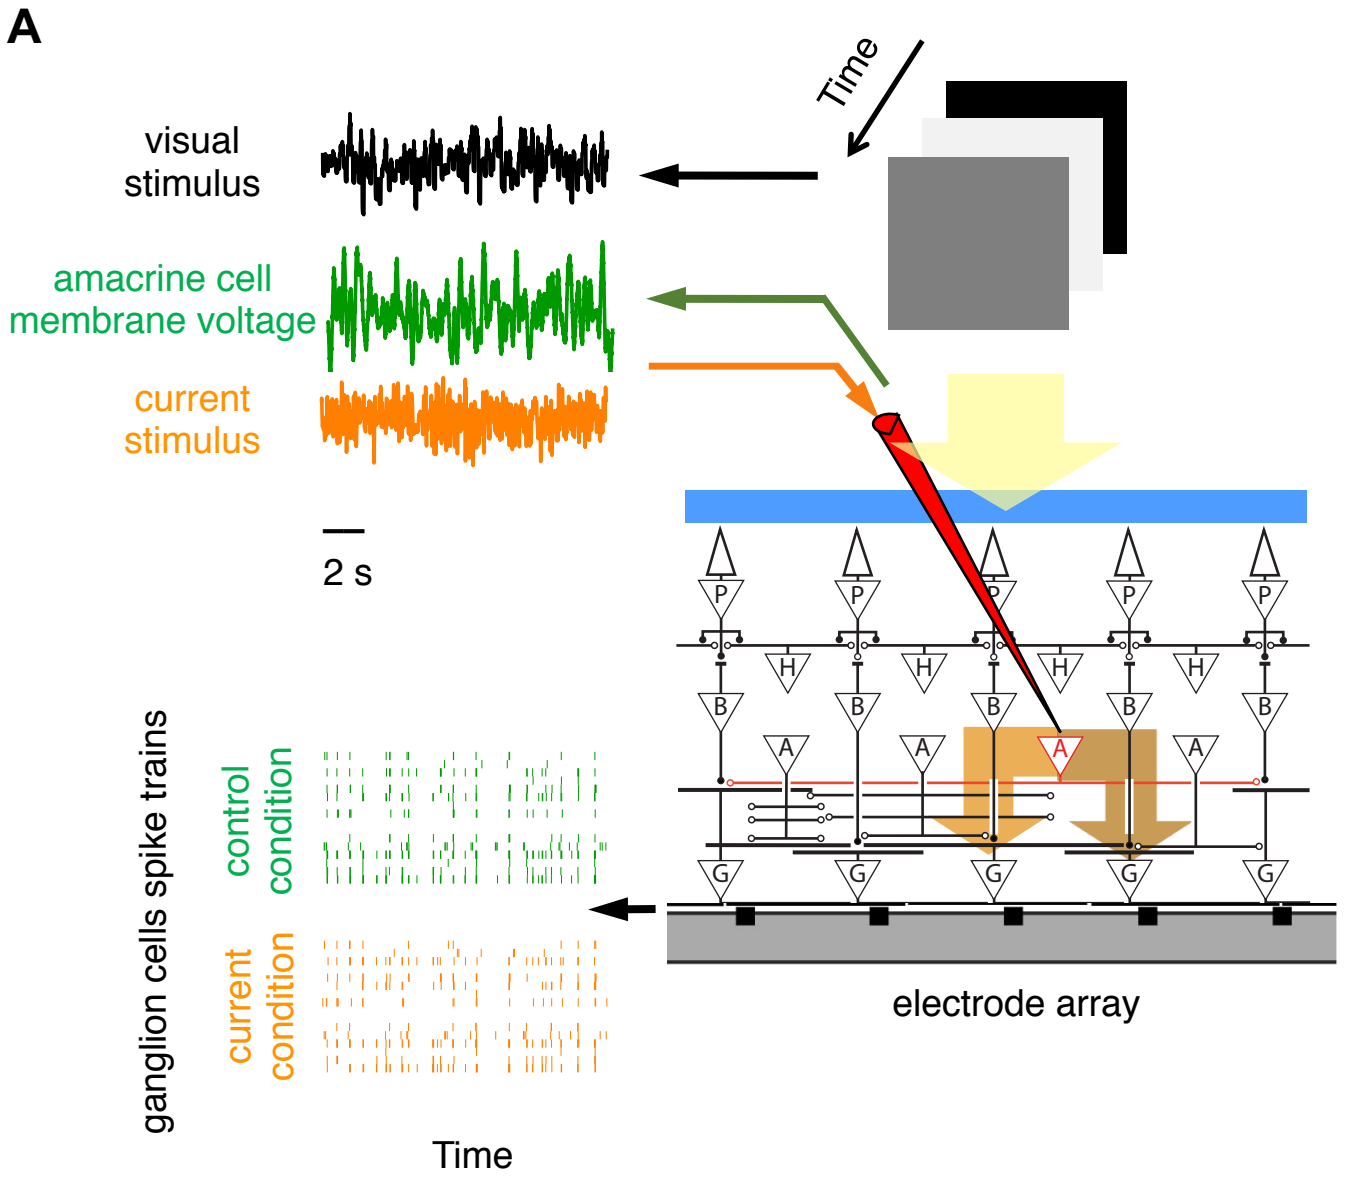 A
Time
visual
stimulus
amacrine cell
membrane voltage
current
stimulus
2 s
P P P P P
H H H H
B B B B B
A A A A
G G G G G
ganglion cells spike trains
control
condition
current
condition
electrode array
Time